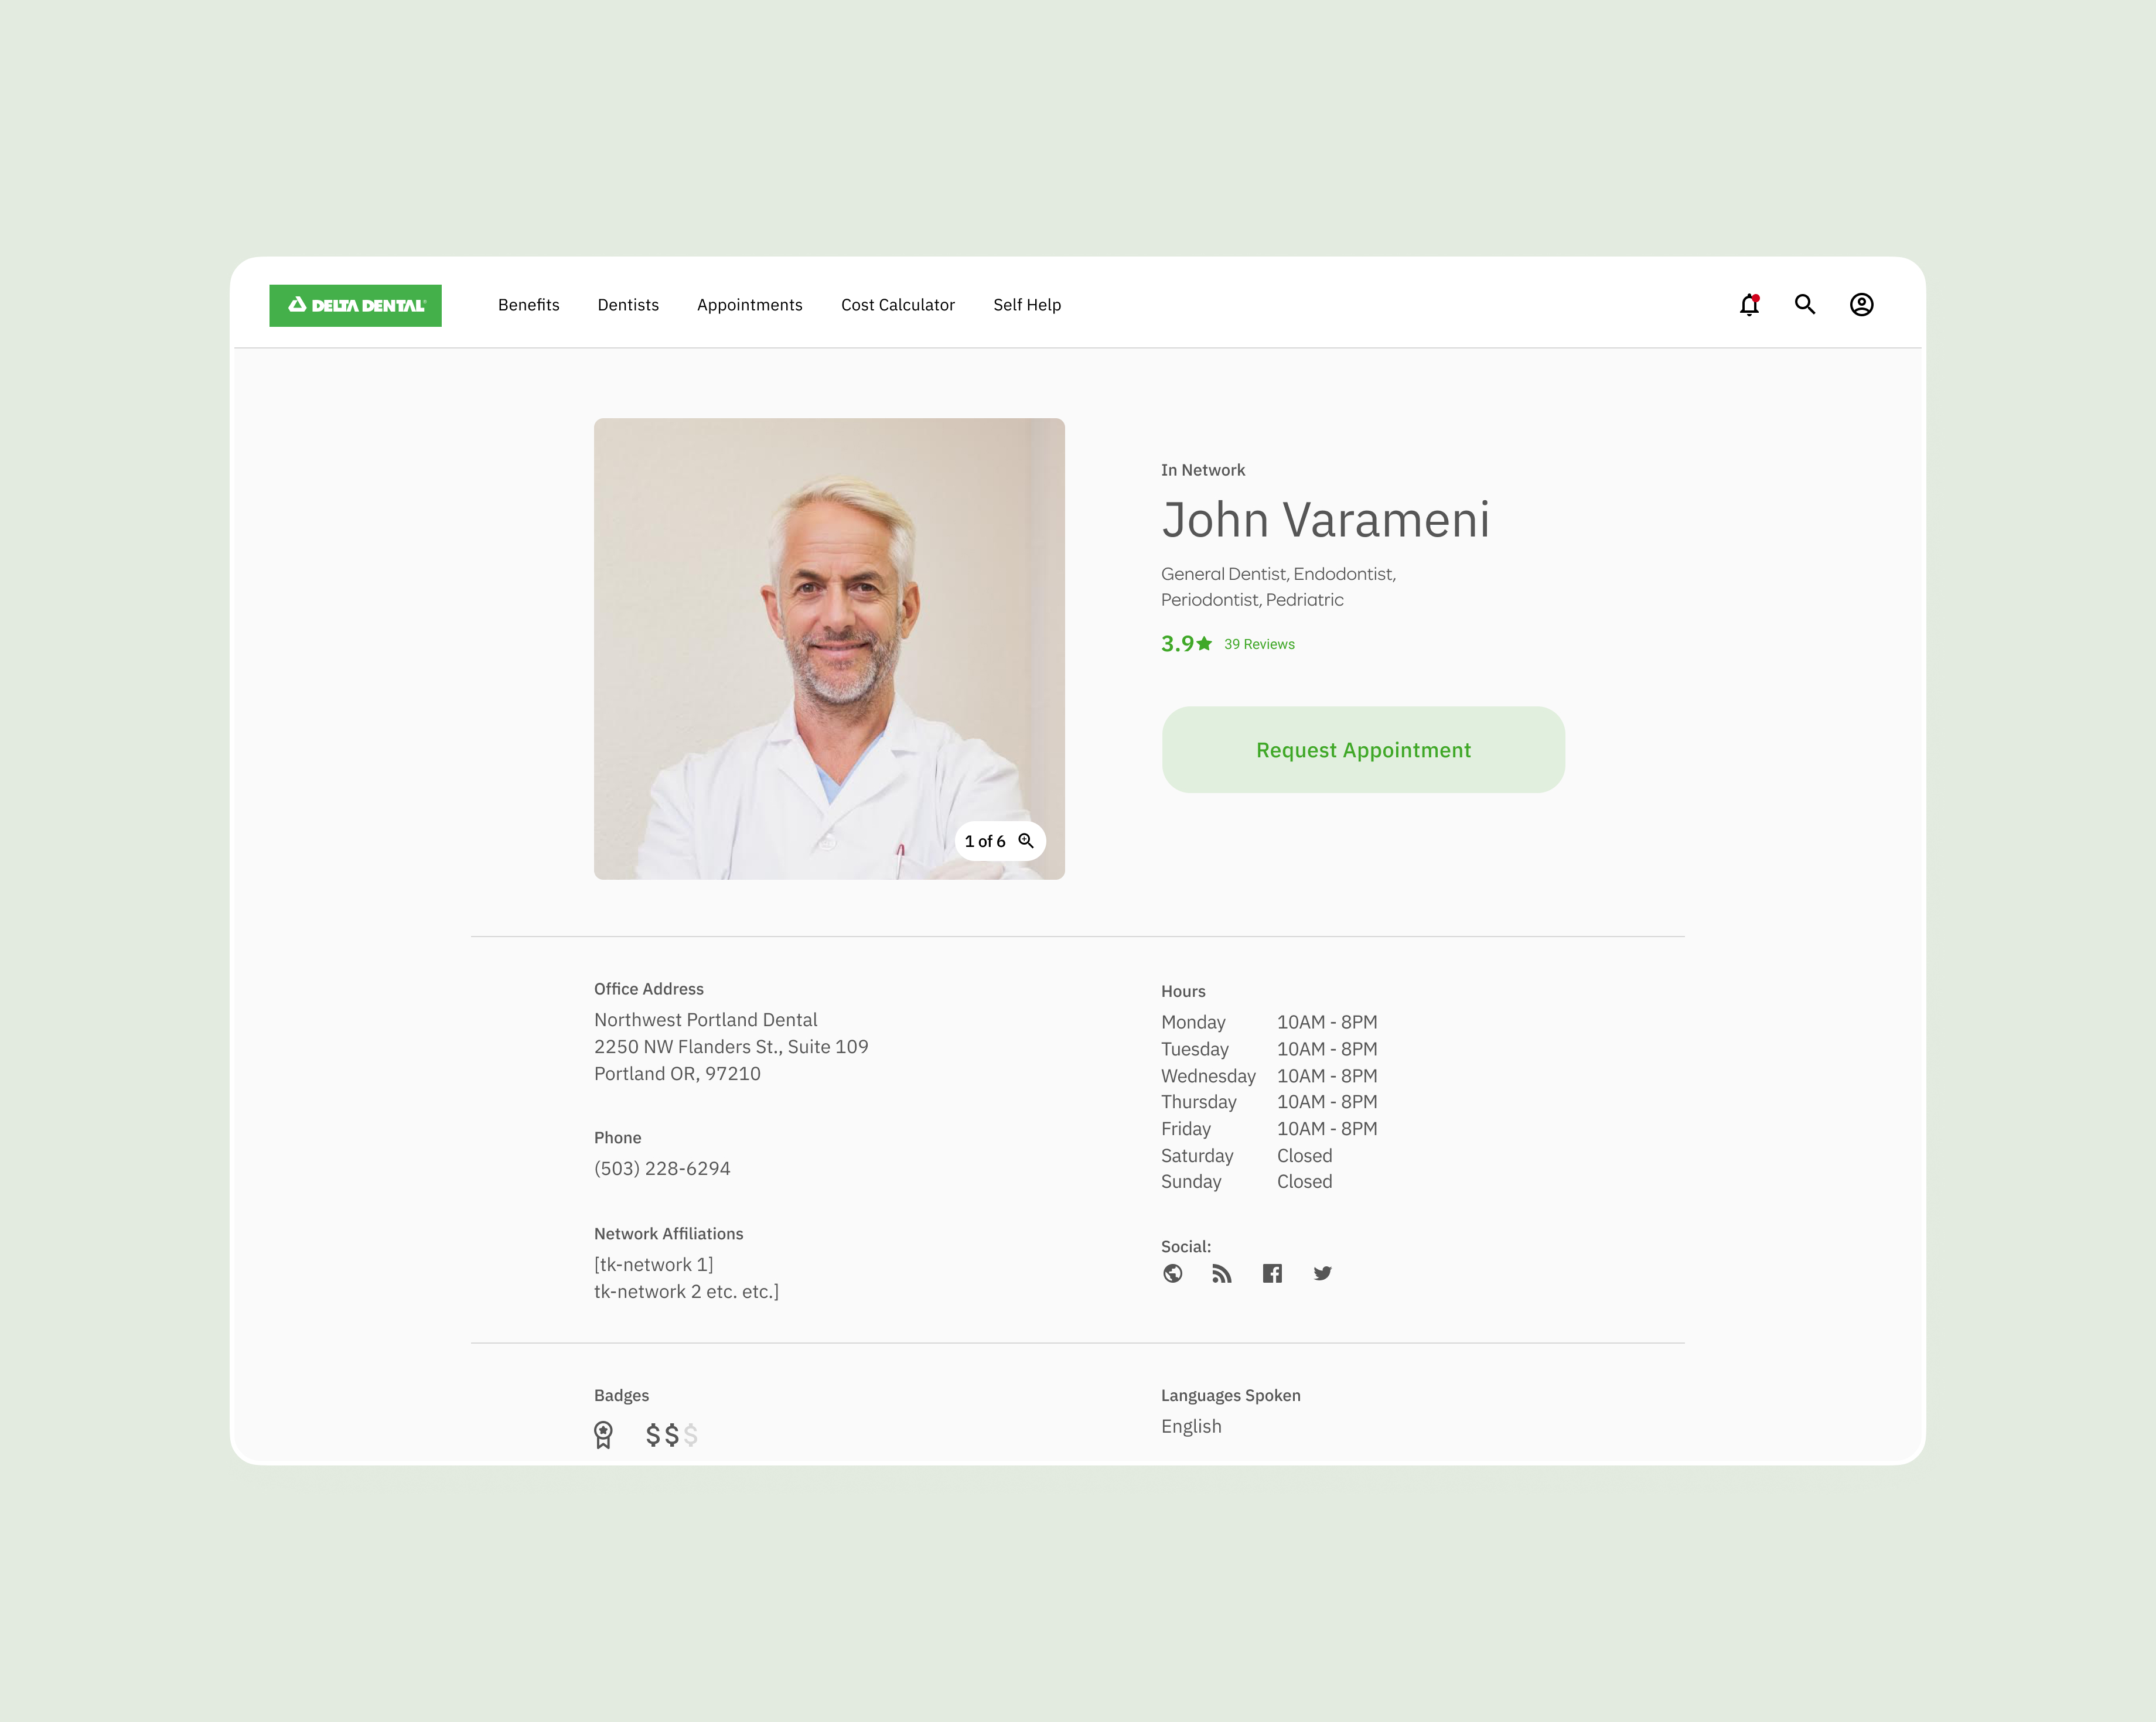 DELTA DENTAL
Benefits Dentists Appointments Cost Calculator Self Help
In Network
John Varameni
General Dentist, Endodontist,
Periodontist, Pedriatric
3.9★ 39 Reviews
Request Appointment
1 of 6
Office Address
Northwest Portland Dental
2250 NW Flanders St., Suite 109
Portland OR, 97210
Phone
(503) 228-6294
Network Affiliations
[tk-network 1]
tk-network 2 etc. etc.]
Hours
Monday 10AM - 8PM
Tuesday 10AM - 8PM
Wednesday 10AM - 8PM
Thursday 10AM - 8PM
Friday 10AM - 8PM
Saturday Closed
Sunday Closed
Social:
Badges
$$$
Languages Spoken
English